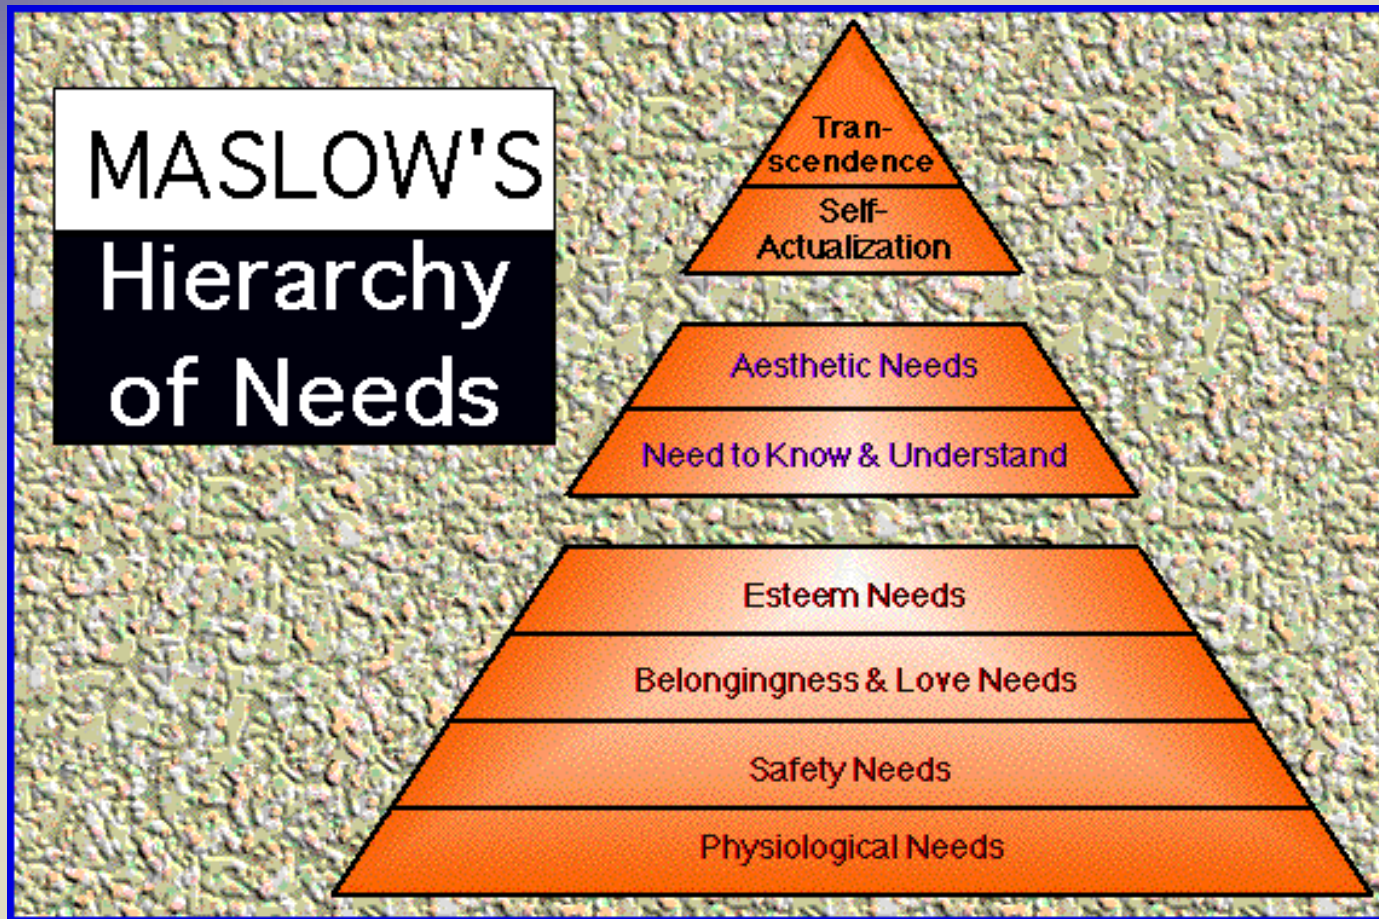 MASLOW'S
Hierarchy
of Needs
Tran-
scendence
Self-
Actualization
Aesthetic Needs
Need to Know & Understand
Esteem Needs
Belongingness & Love Needs
Safety Needs
Physiological Needs